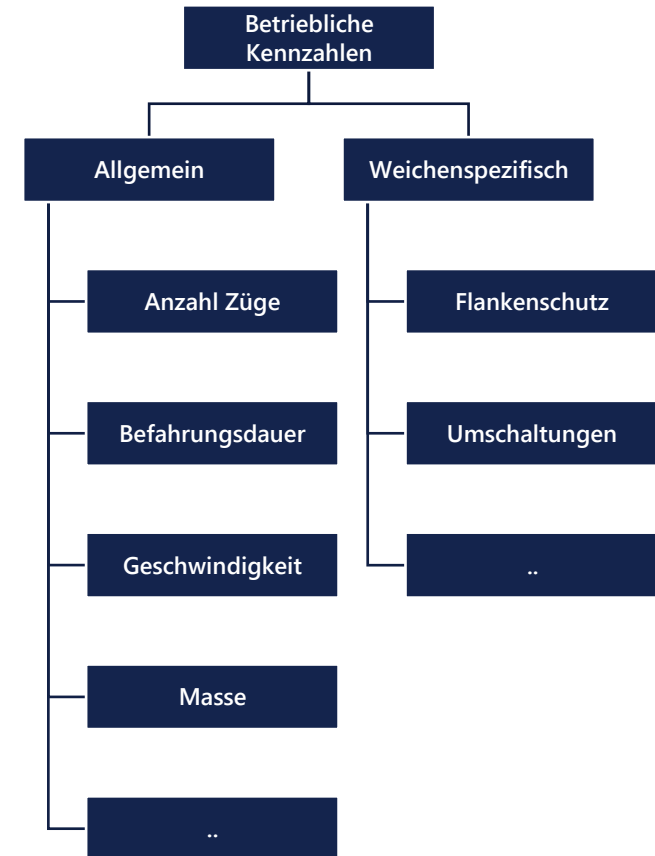 Betriebliche
Kennzahlen
Allgemein
Weichenspezifisch
Anzahl Züge
Flankenschutz
Befahrungsdauer
Umschaltungen
Geschwindigkeit
..
Masse
..